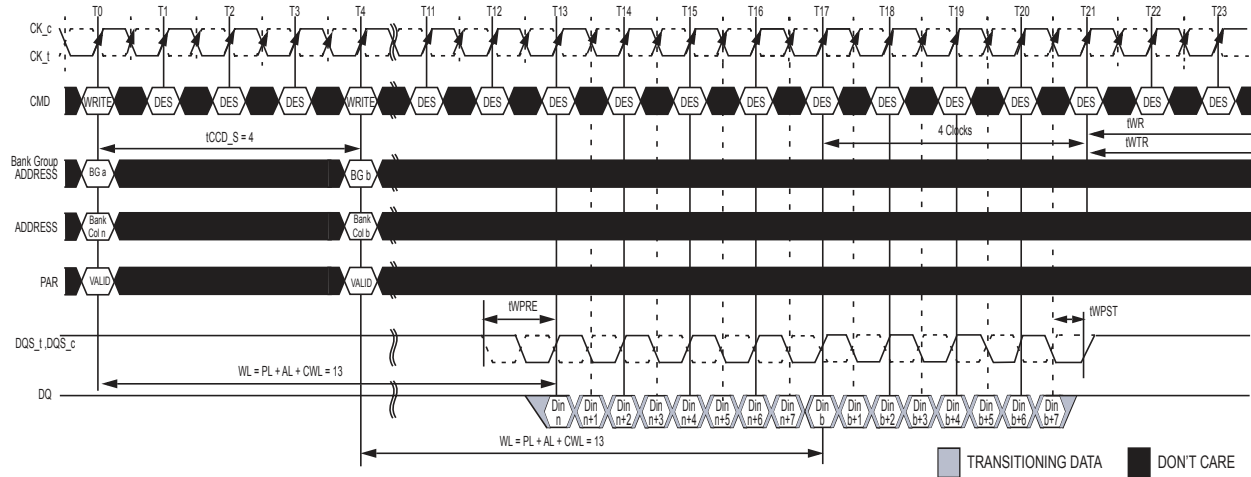 T0 T1 T2 T3 T4 T11 T12 T13 T14 T15 T16 T17 T18 T19 T20 T21 T22 T23
CK_c
CK_t
CMD WRITE DES DES DES WRITE DES DES DES DES DES DES DES DES DES DES DES DES DES
tCCD_S = 4
4 Clocks
tWR
tWTR
Bank Group
ADDRESS
BG a
BG b
ADDRESS
Bank
Col n
Bank
Col b
PAR VALID VALID
tWPRE
tWPST
DQS_t ,DQS_c
WL = PL + AL + CWL = 13
DQ
Din Din Din Din Din Din Din Din Din Din Din Din Din Din Din Din
n n+1 n+2 n+3 n+4 n+5 n+6 n+7 b b+1 b+2 b+3 b+4 b+5 b+6 b+7
WL = PL + AL + CWL = 13
TRANSITIONING DATA DON'T CARE